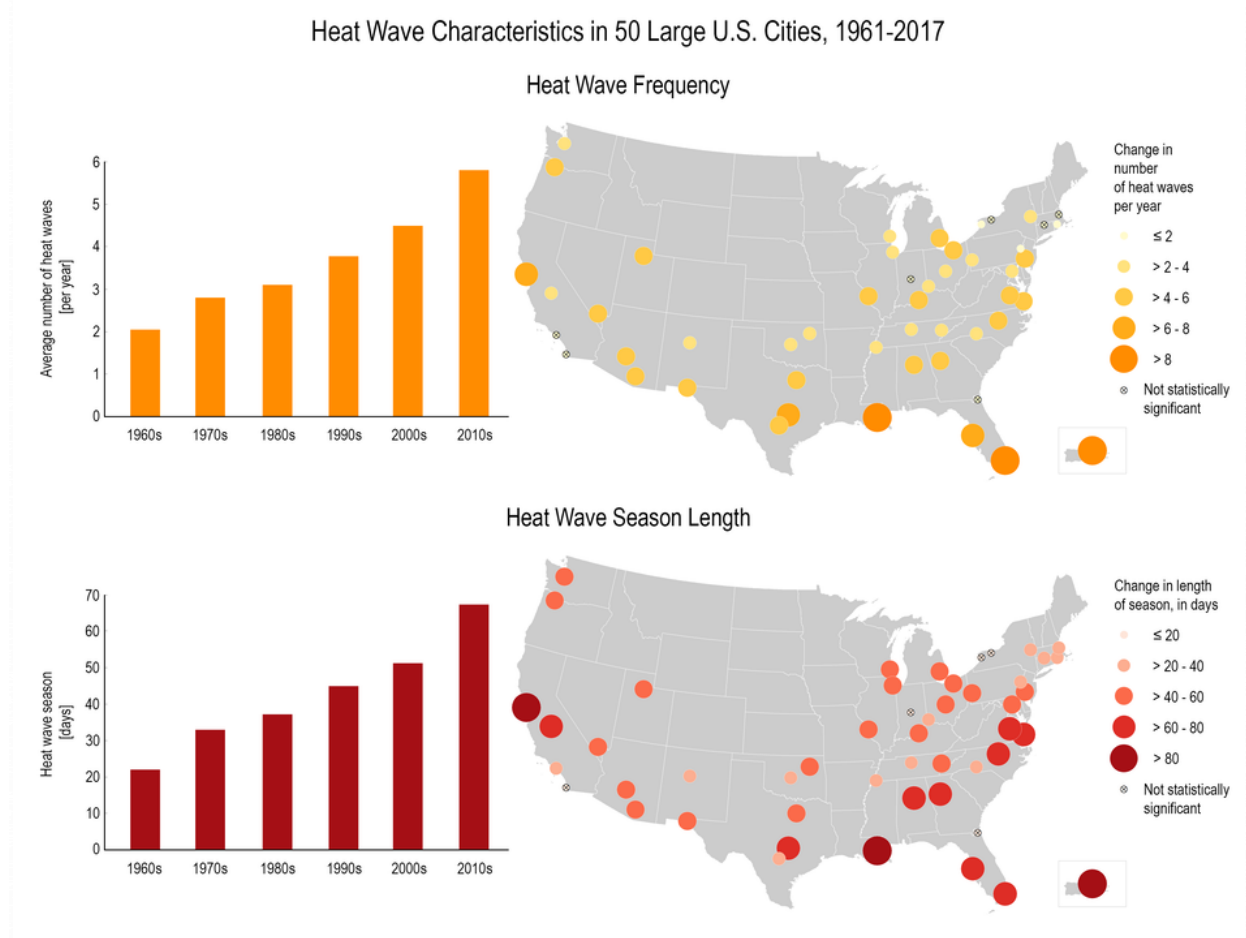 Heat Wave Characteristics in 50 Large U.S. Cities, 1961-2017
Heat Wave Frequency
Average number of heat waves
[per year]
6
5
4
3
2
1
0
1960s
1970s
1980s
1990s
2000s
2010s
Change in
number
of heat waves
per year
≤ 2
> 2 - 4
> 4 - 6
> 6 - 8
> 8
Not statistically
significant
Heat Wave Season Length
Heat wave season
[days]
70
60
50
40
30
20
10
0
1960s
1970s
1980s
1990s
2000s
2010s
Change in length
of season, in days
≤ 20
> 20 - 40
> 40 - 60
> 60 - 80
> 80
Not statistically
significant